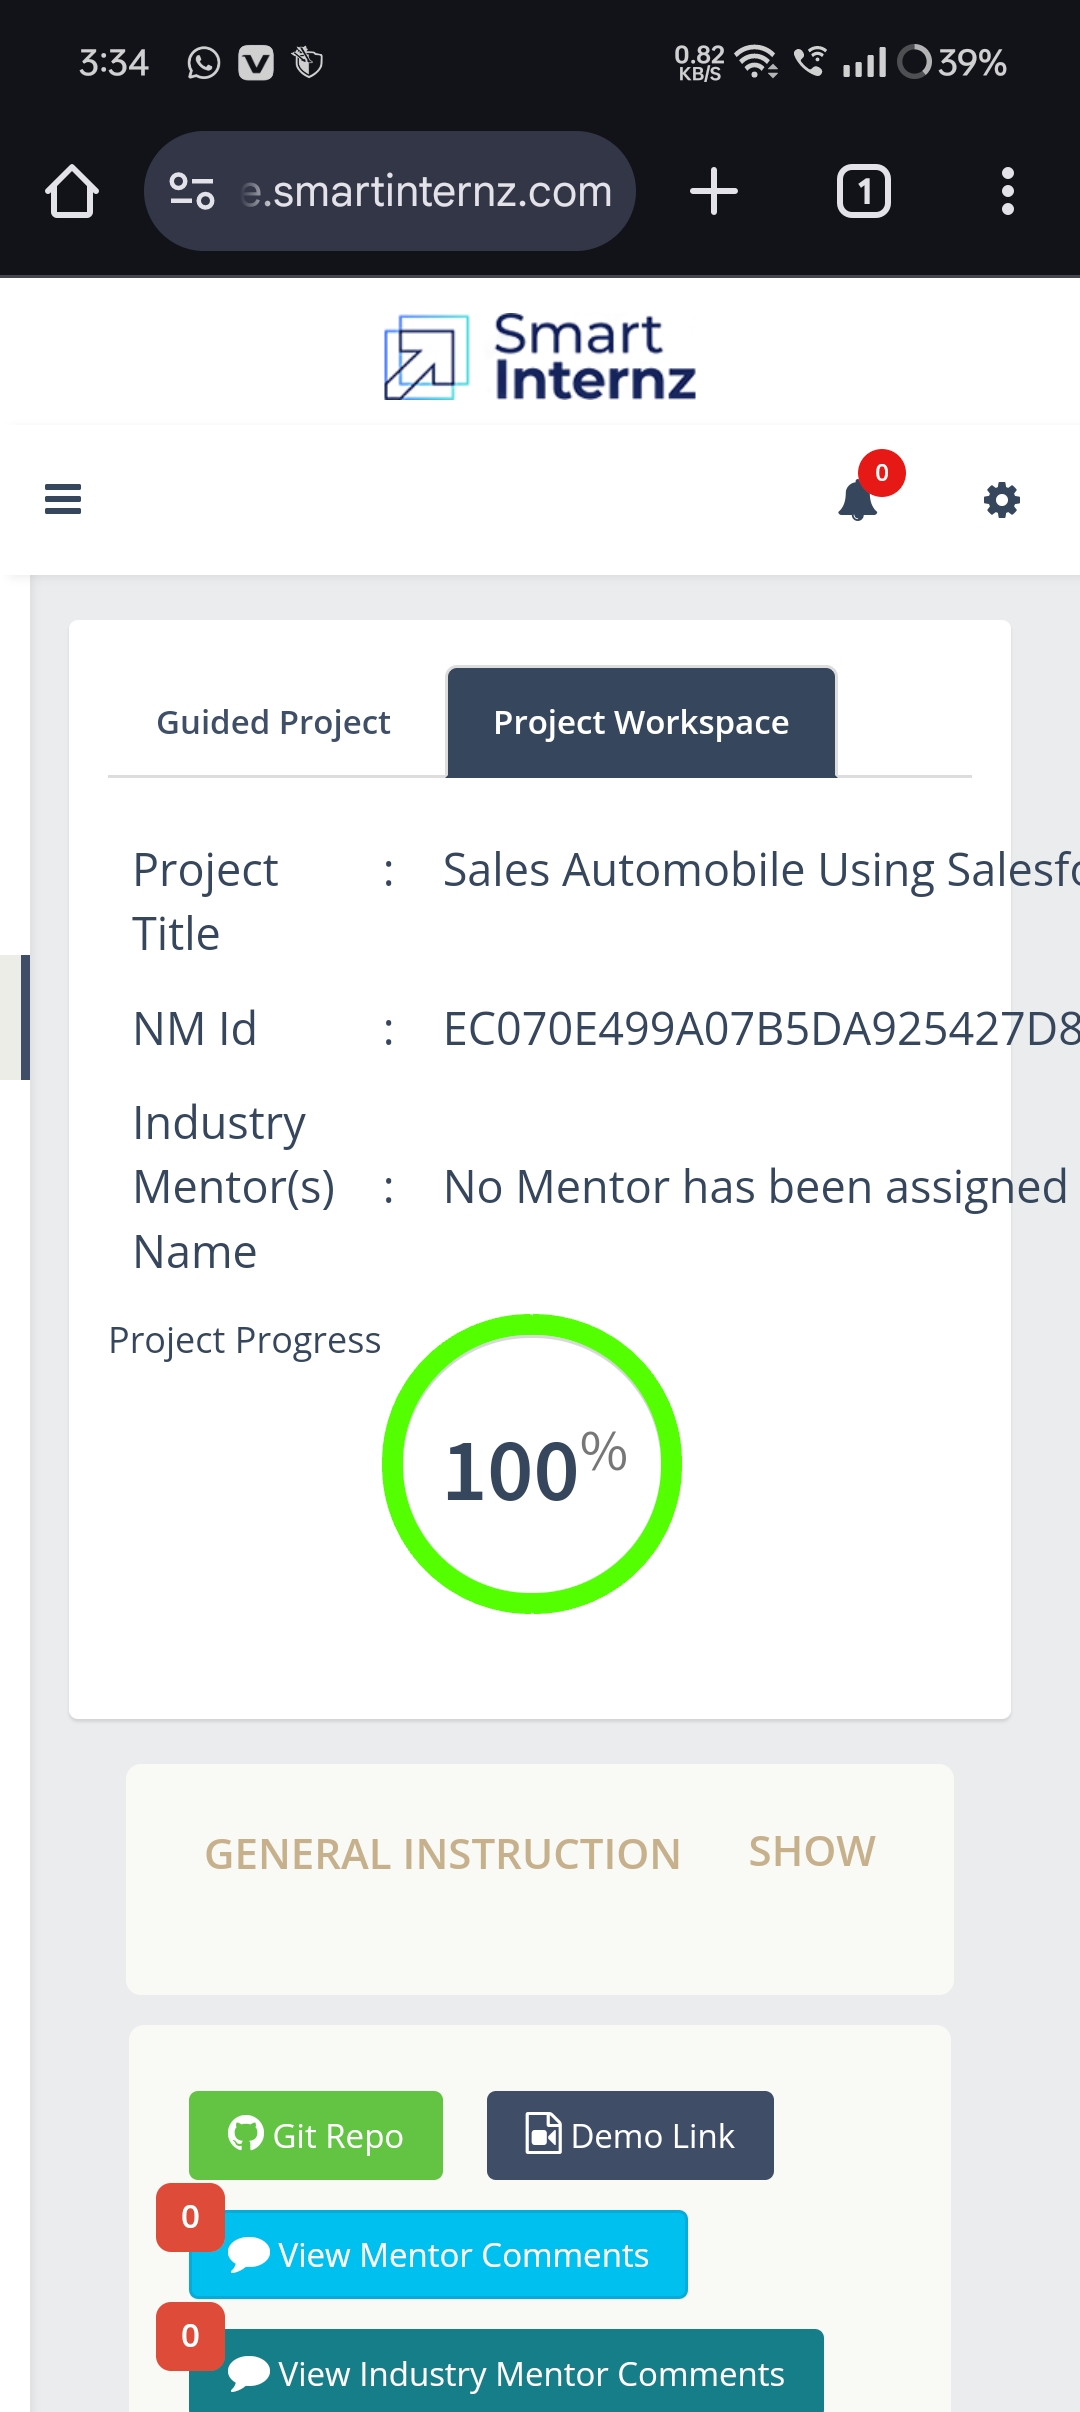 3:34
0.82 KB/S
39%
e.smartinternz.com
1
Smart
Internz
0
Guided Project
Project Workspace
Project Title : Sales Automobile Using Salesfo
NM Id : EC070E499A07B5DA925427D8
Industry Mentor(s) Name : No Mentor has been assigned
Project Progress
100%
GENERAL INSTRUCTION
SHOW
Git Repo
Demo Link
0
View Mentor Comments
0
View Industry Mentor Comments